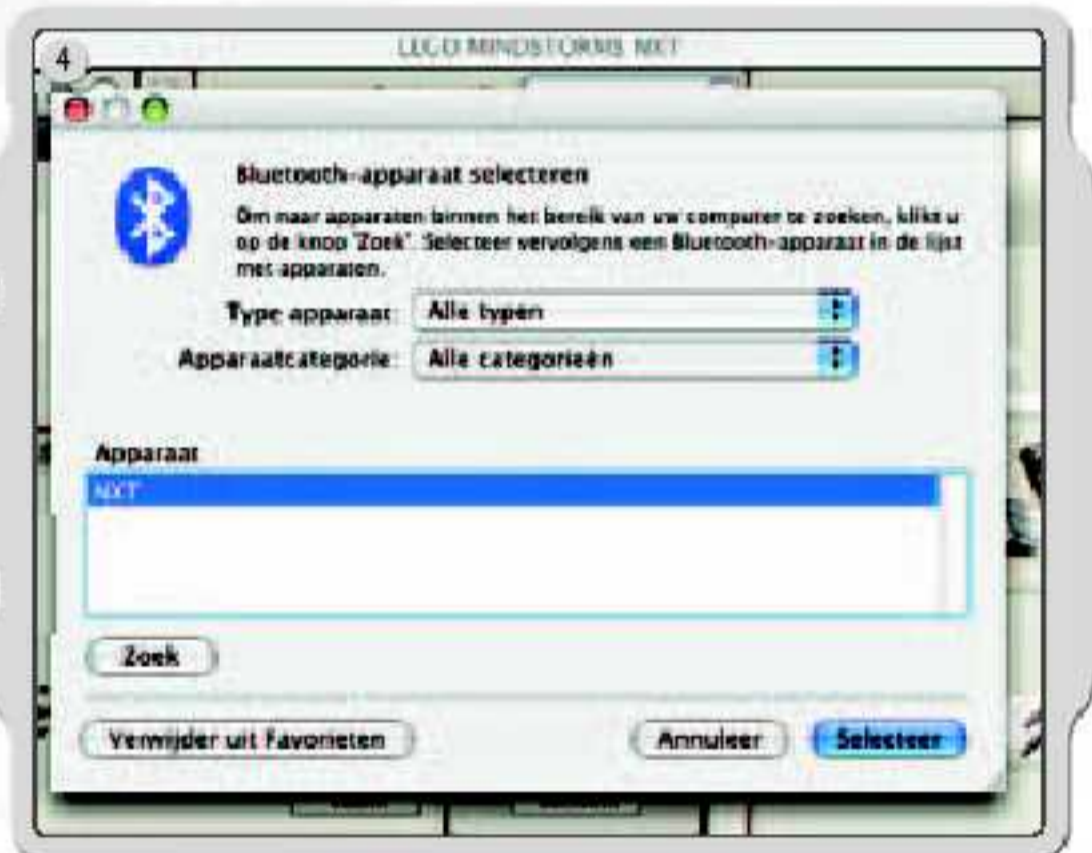 4
LEGO MINDSTORMS NXT
Bluetooth-apparaat selecteren
Om naar apparaten binnen het bereik van uw computer te zoeken, klikt u
op de knop 'Zoek'. Selecteer vervolgens een Bluetooth-apparaat in de lijst
met apparaten.
Type apparaat: Alle typen
Apparaatcategorie: Alle categorieën
Apparaat
NXT
Zoek
Verwijder uit Favorieten Annuleer Selecteer